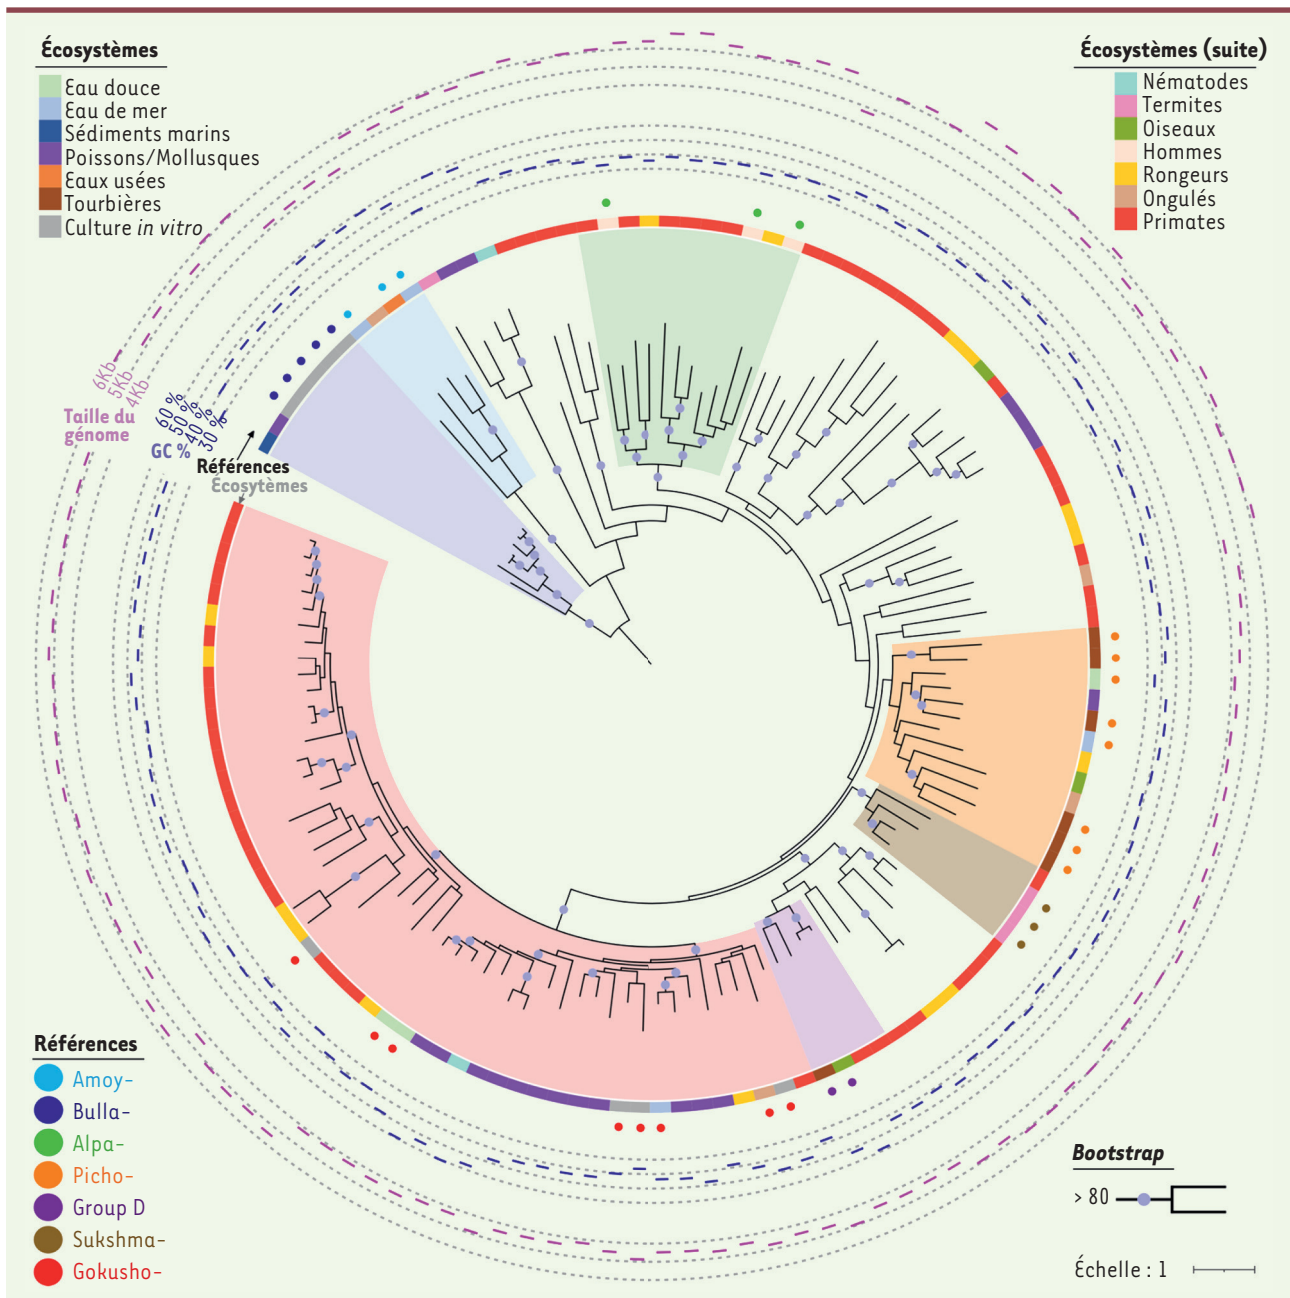 Écosystèmes
Eau douce
Eau de mer
Sédiments marins
Poissons/Mollusques
Eaux usées
Tourbières
Culture in vitro
Écosystèmes (suite)
Nématodes
Termites
Oiseaux
Hommes
Rongeurs
Ongulés
Primates
6Kb
5Kb
4Kb
Taille du
génome
60 %
50 %
40 %
30 %
GC %
Références
Écosytèmes
Références
Amoy-
Bulla-
Alpa-
Picho-
Group D
Sukshma-
Gokusho-
Bootstrap
> 80
Échelle : 1